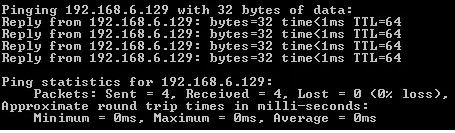 Pinging 192.168.6.129 with 32 bytes of data:
Reply from 192.168.6.129: bytes=32 time<1ms TTL=64
Reply from 192.168.6.129: bytes=32 time<1ms TTL=64
Reply from 192.168.6.129: bytes=32 time<1ms TTL=64
Reply from 192.168.6.129: bytes=32 time<1ms TTL=64
Ping statistics for 192.168.6.129:
Packets: Sent = 4, Received = 4, Lost = 0 (0% loss),
Approximate round trip times in milli-seconds:
Minimum = 0ms, Maximum = 0ms, Average = 0ms